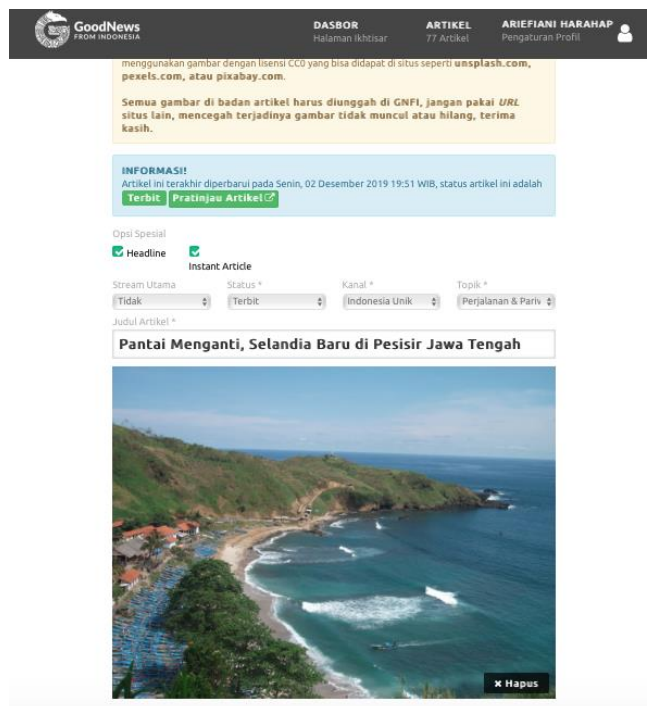 GoodNews
FROM INDONESIA
DASBOR
Halaman Ikhtisar
ARTIKEL
77 Artikel
ARIEFIANI HARAHAP
Pengaturan Profil
menggunakan gambar dengan lisensi CC0 yang bisa didapat di situs seperti unsplash.com,
pexels.com, atau pixabay.com.
Semua gambar di badan artikel harus diunggah di GNFI, jangan pakai URL
situs lain, mencegah terjadinya gambar tidak muncul atau hilang, terima
kasih.
INFORMASI!
Artikel ini terakhir diperbarui pada Senin, 02 Desember 2019 19:51 WIB, status artikel ini adalah
Terbit Pratinjau Artikel
Opsi Spesial
Headline
Instant Article
Stream Utama Status * Kanal * Topik *
Tidak Terbit Indonesia Unik Perjalanan & Pariv
Judul Artikel *
Pantai Menganti, Selandia Baru di Pesisir Jawa Tengah
× Hapus